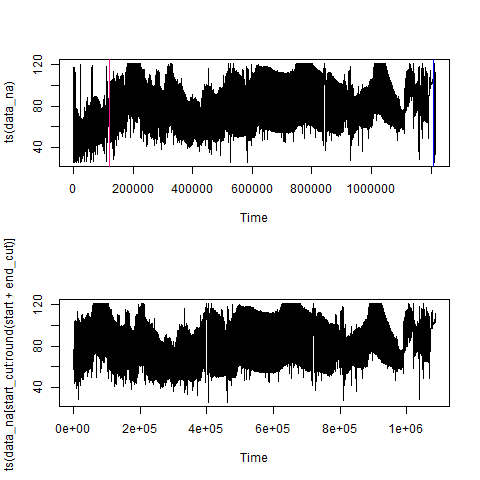 ts(data_na)
120
80
40
0 200000 400000 600000 800000 1000000
Time
ts(data_na[start_cut:round((start + end_cut)]
120
80
40
0e+00 2e+05 4e+05 6e+05 8e+05 1e+06
Time